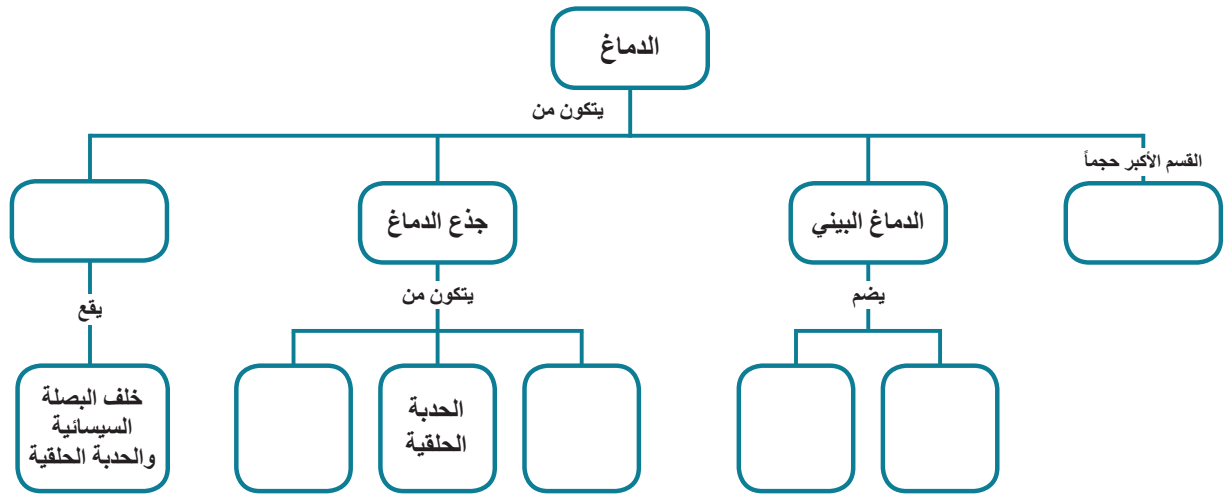 الدماغ
يتكون من
القسم الأكبر حجماً
الدماغ البيني
جذع الدماغ
يضم
يتكون من
يقع
الحدبة
الحلقية
خلف البصلة
السيسائية
والحدبة الحلقية